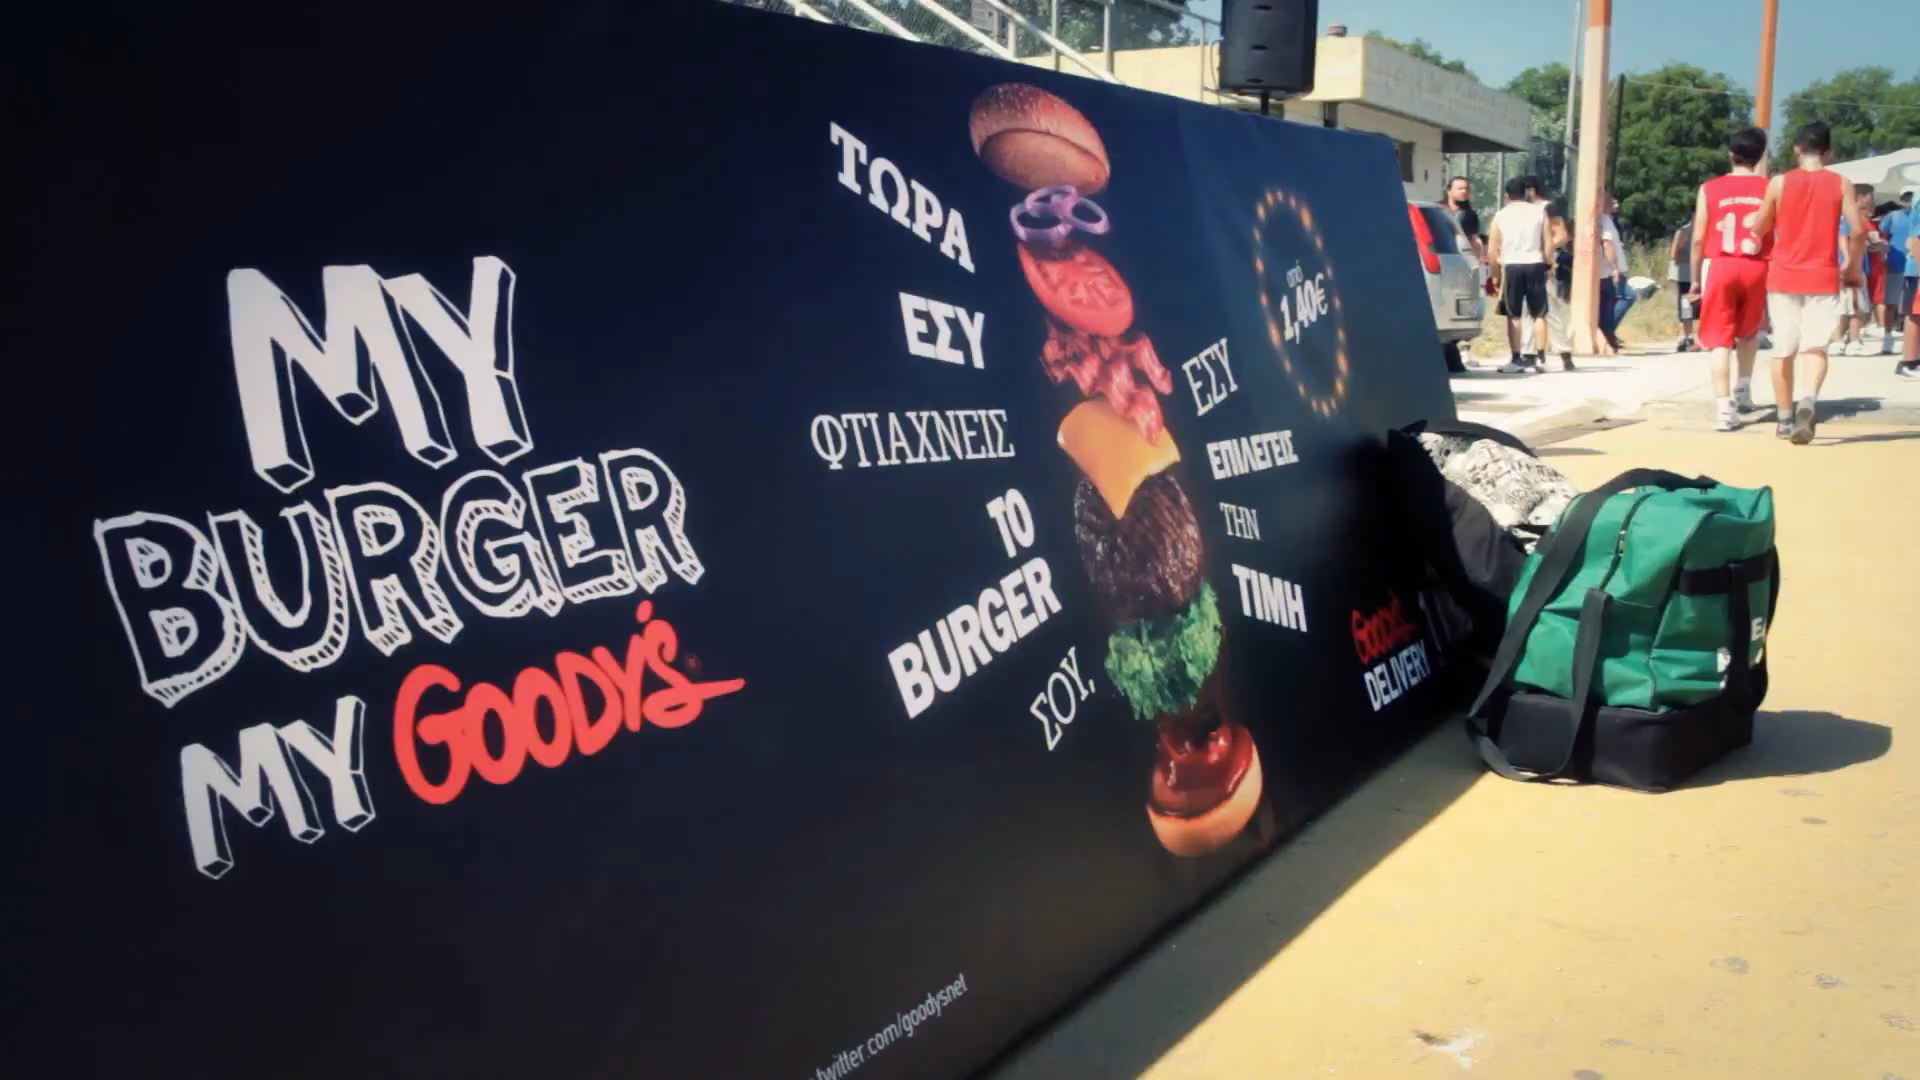 MY
BURGER
MY GOODY'S
ΤΩΡΑ
ΕΣΥ
ΦΤΙΑΧΝΕΙΣ
ΤΟ
BURGER
ΣΟΥ,
ΕΣΥ
ΕΠΙΛΕΓΕΙΣ
ΤΗΝ
ΤΙΜΗ
από
1,40€
GOODY'S
DELIVERY
twitter.com/goodysnet
13